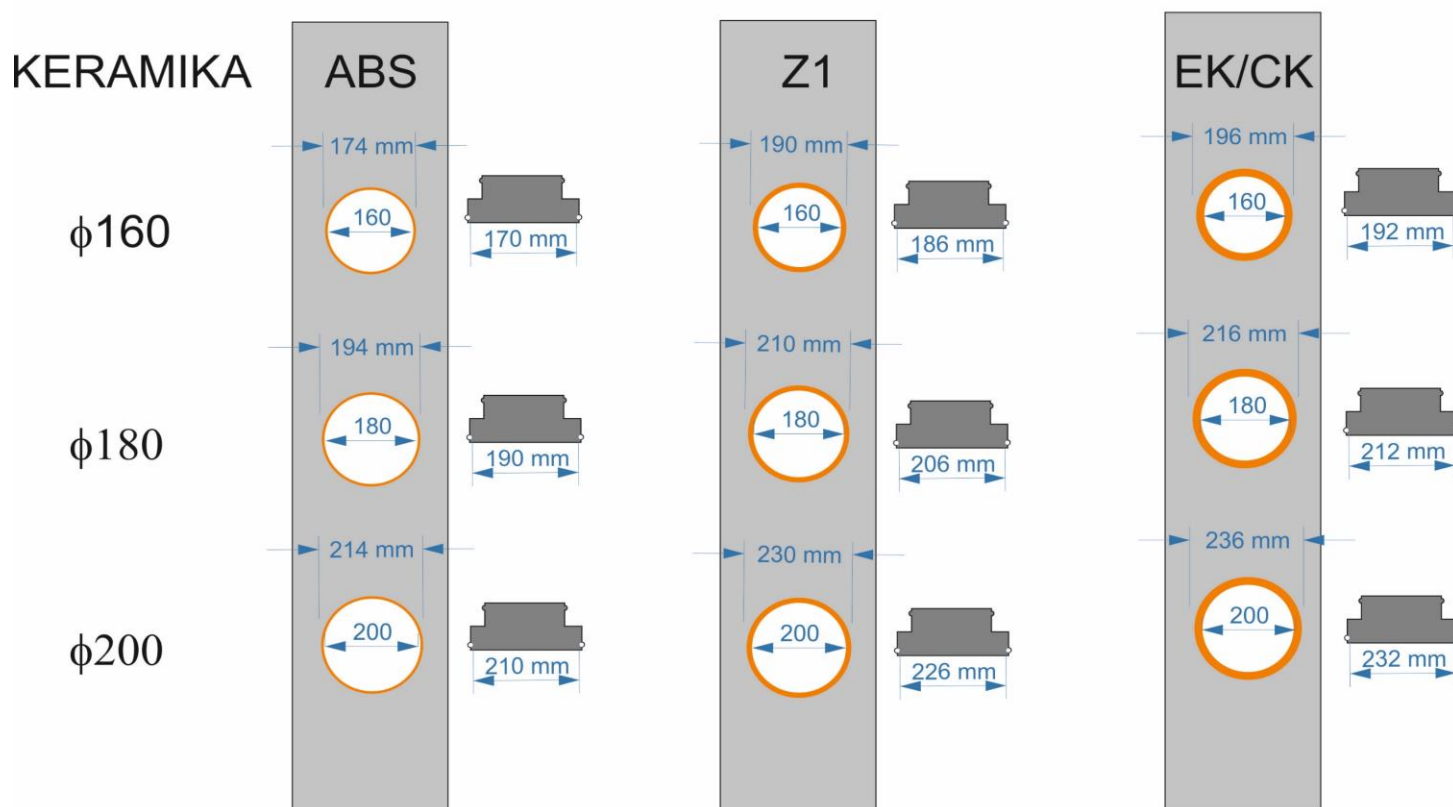 KERAMIKA ABS Z1 EK/CK
174 mm 190 mm 196 mm
ϕ160 160 170 mm 160 186 mm 160 192 mm
194 mm 210 mm 216 mm
ϕ180 180 190 mm 180 206 mm 180 212 mm
214 mm 230 mm 236 mm
ϕ200 200 210 mm 200 226 mm 200 232 mm